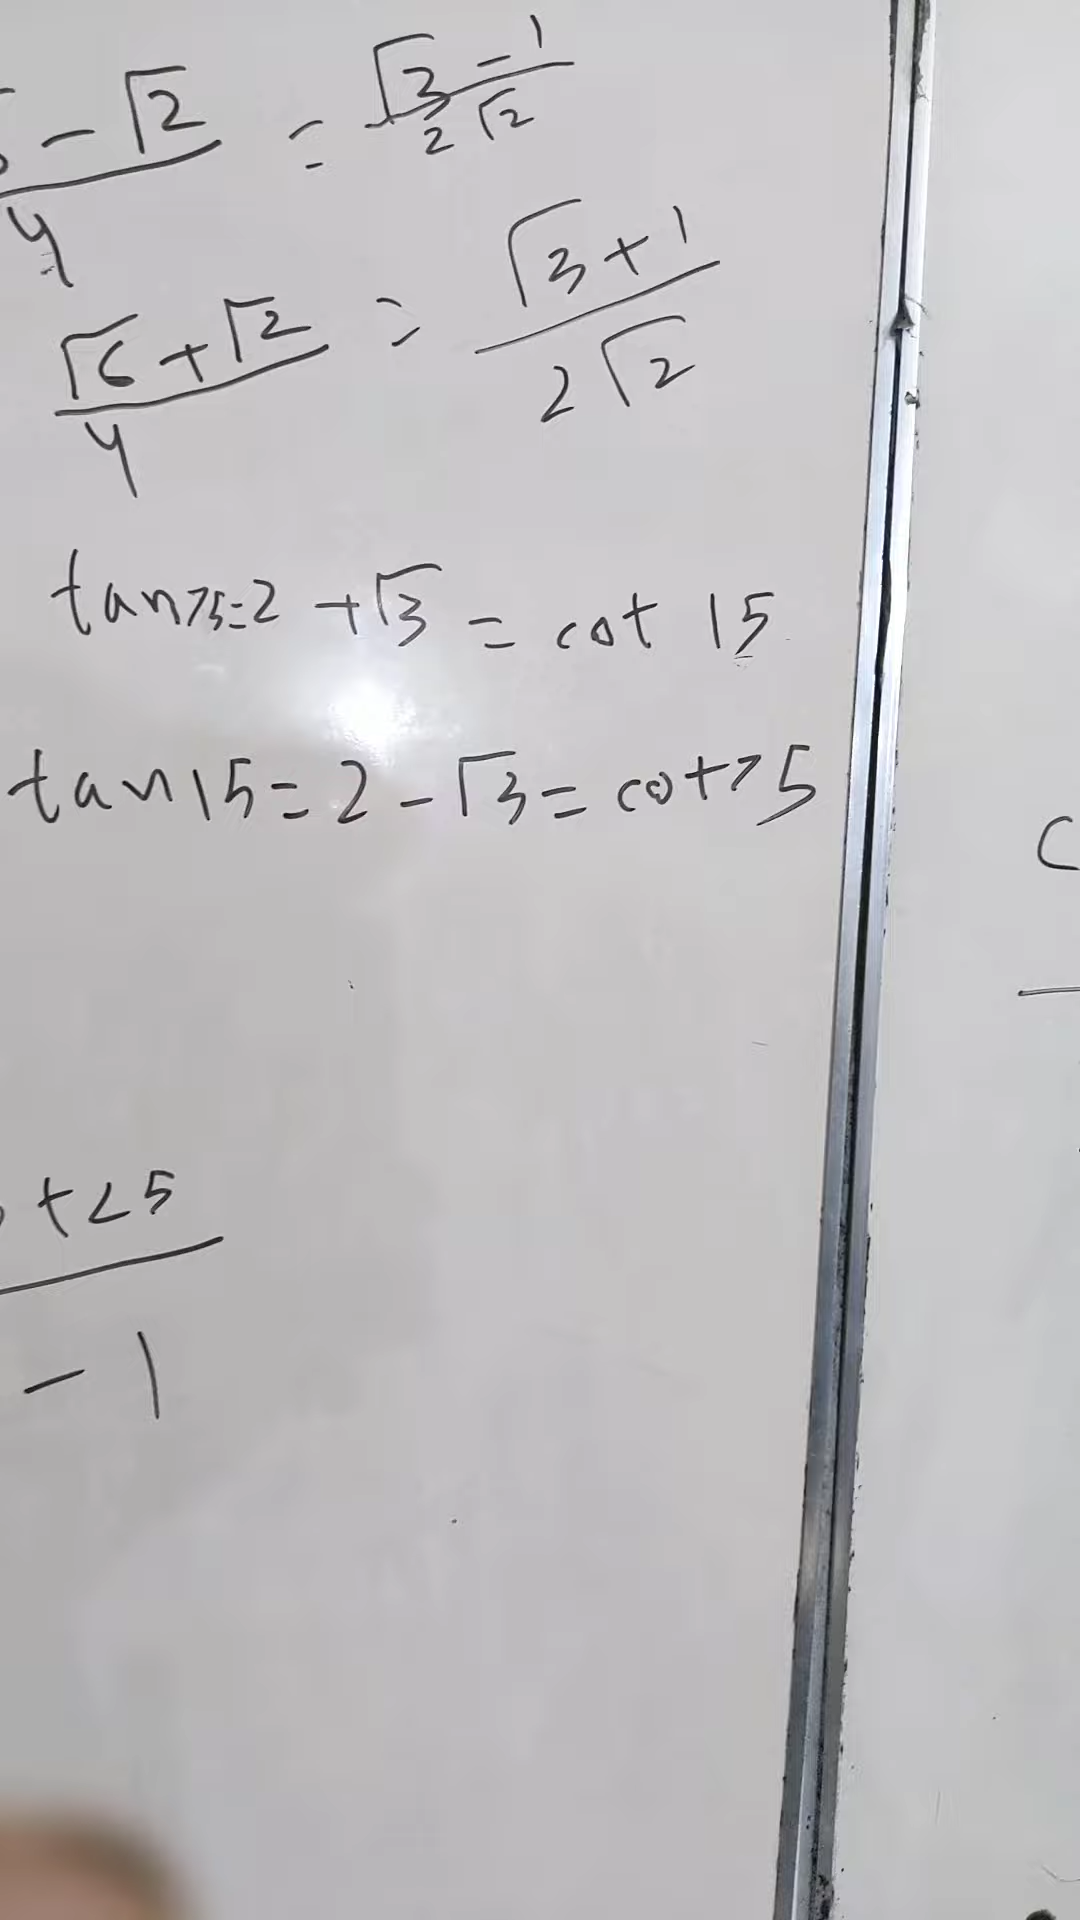 - √2 / 4 = √3 - 1 / 2√2
√6 + √2 / 4 = √3 + 1 / 2√2
tan75=2 + √3 = cot 15
tan15 = 2 - √3 = cot75
- 1
C